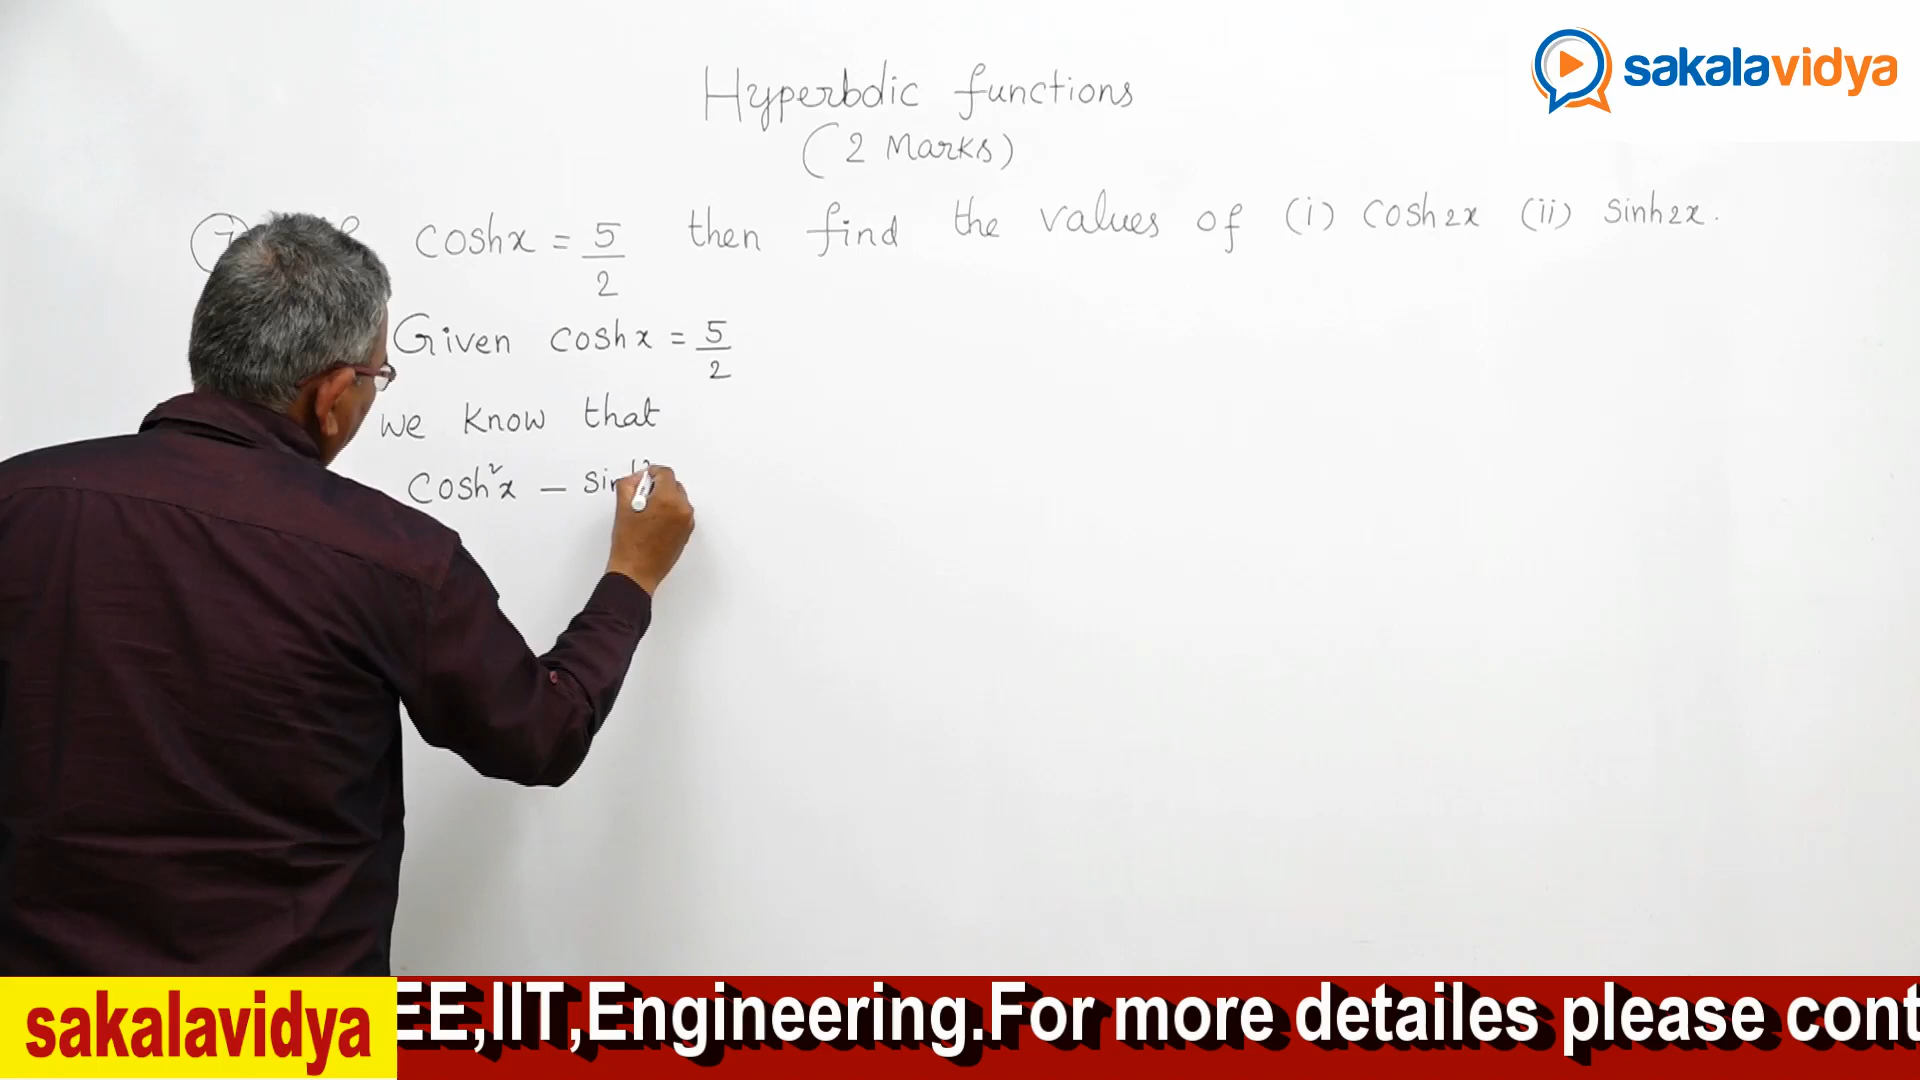 sakalavidya
Hyperbolic functions
(2 Marks)
coshx = 5/2 then find the values of (i) cosh2x (ii) sinh2x.
Given coshx = 5/2
we know that
cosh²x –
sakalavidya
EE,IIT,Engineering.For more detailes please cont